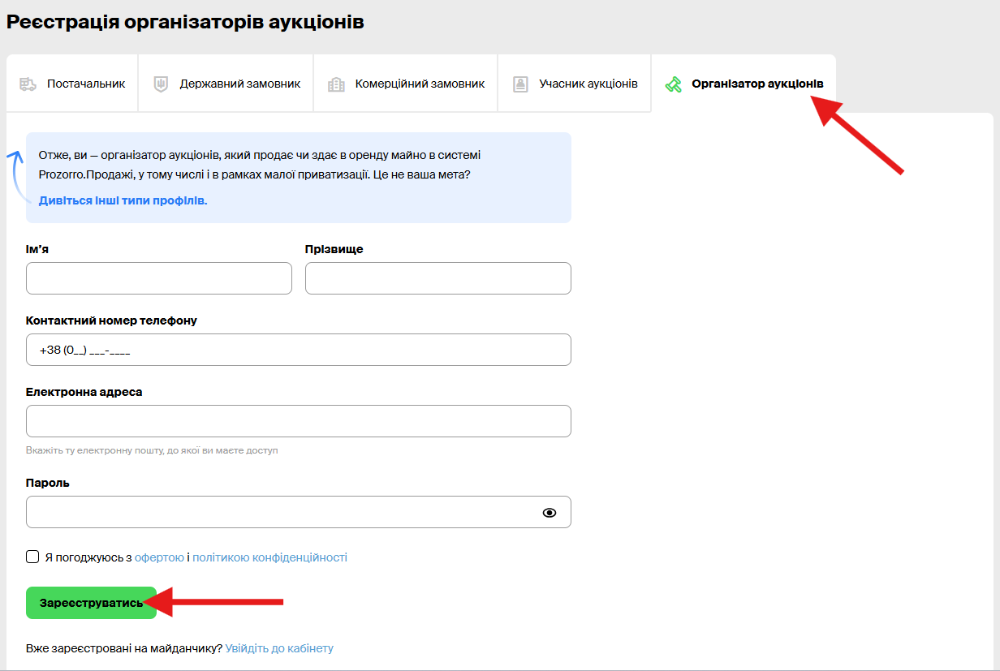 Реєстрація організаторів аукціонів
Постачальник
Державний замовник
Комерційний замовник
Учасник аукціонів
Організатор аукціонів
Отже, ви — організатор аукціонів, який продає чи здає в оренду майно в системі
Prozorro.Продажі, у тому числі і в рамках малої приватизації. Це не ваша мета?
Дивіться інші типи профілів.
Ім’я
Прізвище
Контактний номер телефону
+38 (0__) ___-____
Електронна адреса
Вкажіть ту електронну пошту, до якої ви маєте доступ
Пароль
Я погоджуюсь з офертою і політикою конфіденційності
Зареєструватись
Вже зареєстровані на майданчику? Увійдіть до кабінету